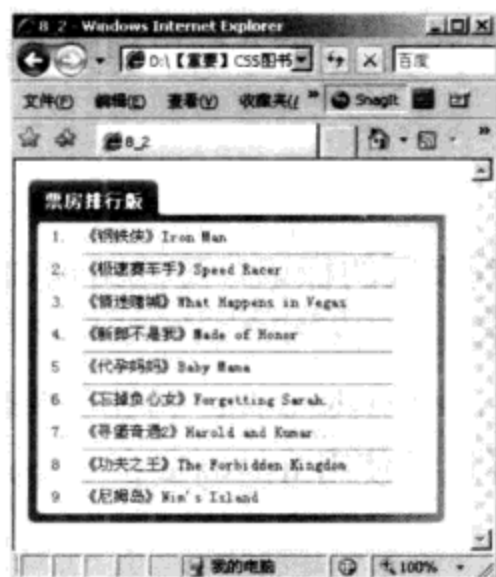 8_2 - Windows Internet Explorer
D:\【重要】CSS图书
百度
文件(F) 编辑(E) 查看(V) 收藏夹( » SnagIt
8_2
票房排行版
1. 《钢铁侠》Iron Man
2. 《极速赛车手》Speed Racer
3. 《情迷赌城》What Happens in Vegas
4. 《新郎不是我》Made of Honor
5 《代孕妈妈》Baby Mama
6. 《忘掉负心女》Forgetting Sarah.
7. 《寻堡奇遇2》Harold and Kumar..
8 《功夫之王》The Forbidden Kingdom
9 《尼姆岛》Nim's Island
我的电脑 100%